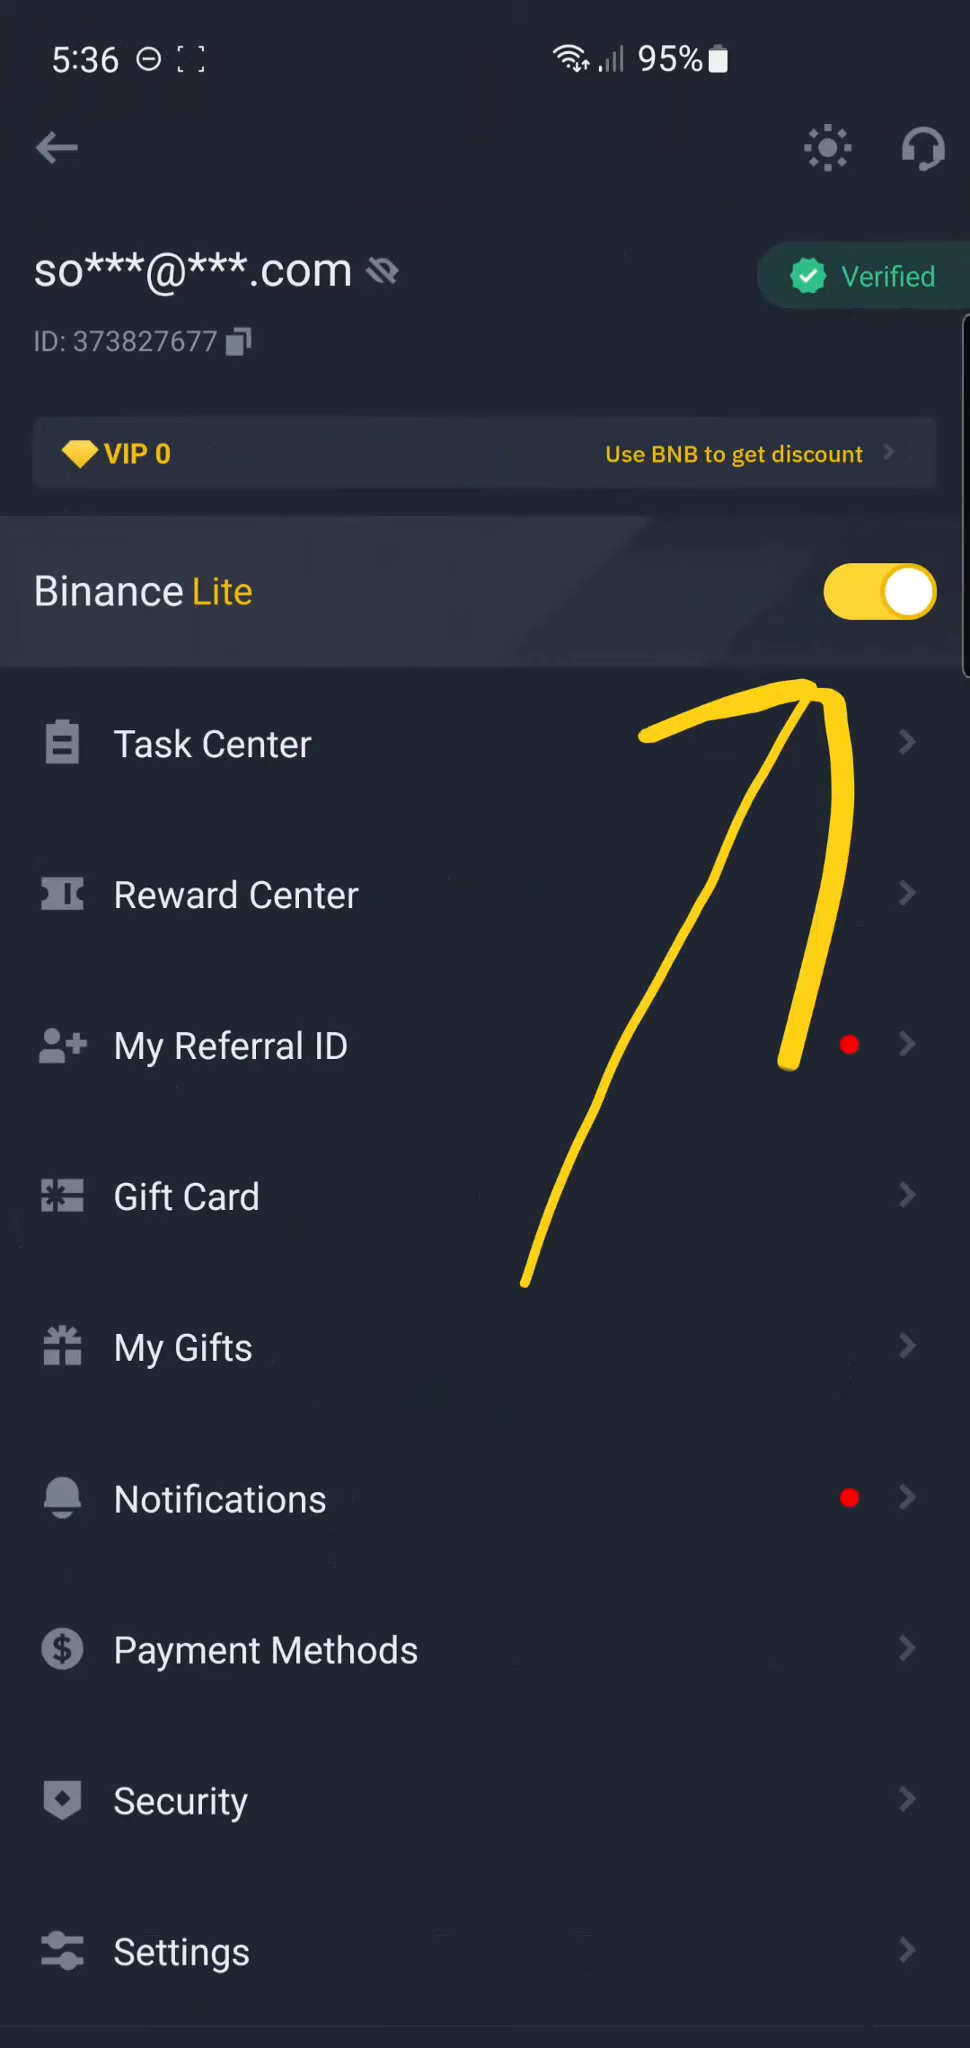 5:36
95%
so***@***.com
Verified
ID: 373827677
VIP 0
Use BNB to get discount
Binance Lite
Task Center
Reward Center
My Referral ID
Gift Card
My Gifts
Notifications
Payment Methods
Security
Settings